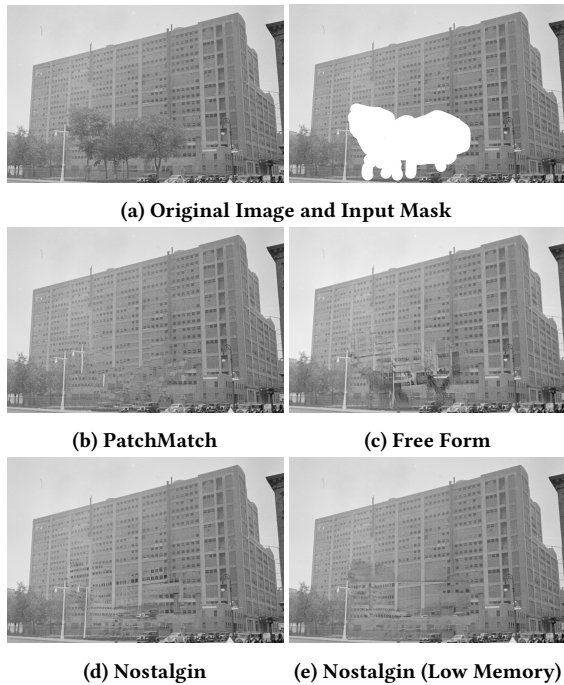 (a) Original Image and Input Mask
(b) PatchMatch
(c) Free Form
(d) Nostalgin
(e) Nostalgin (Low Memory)